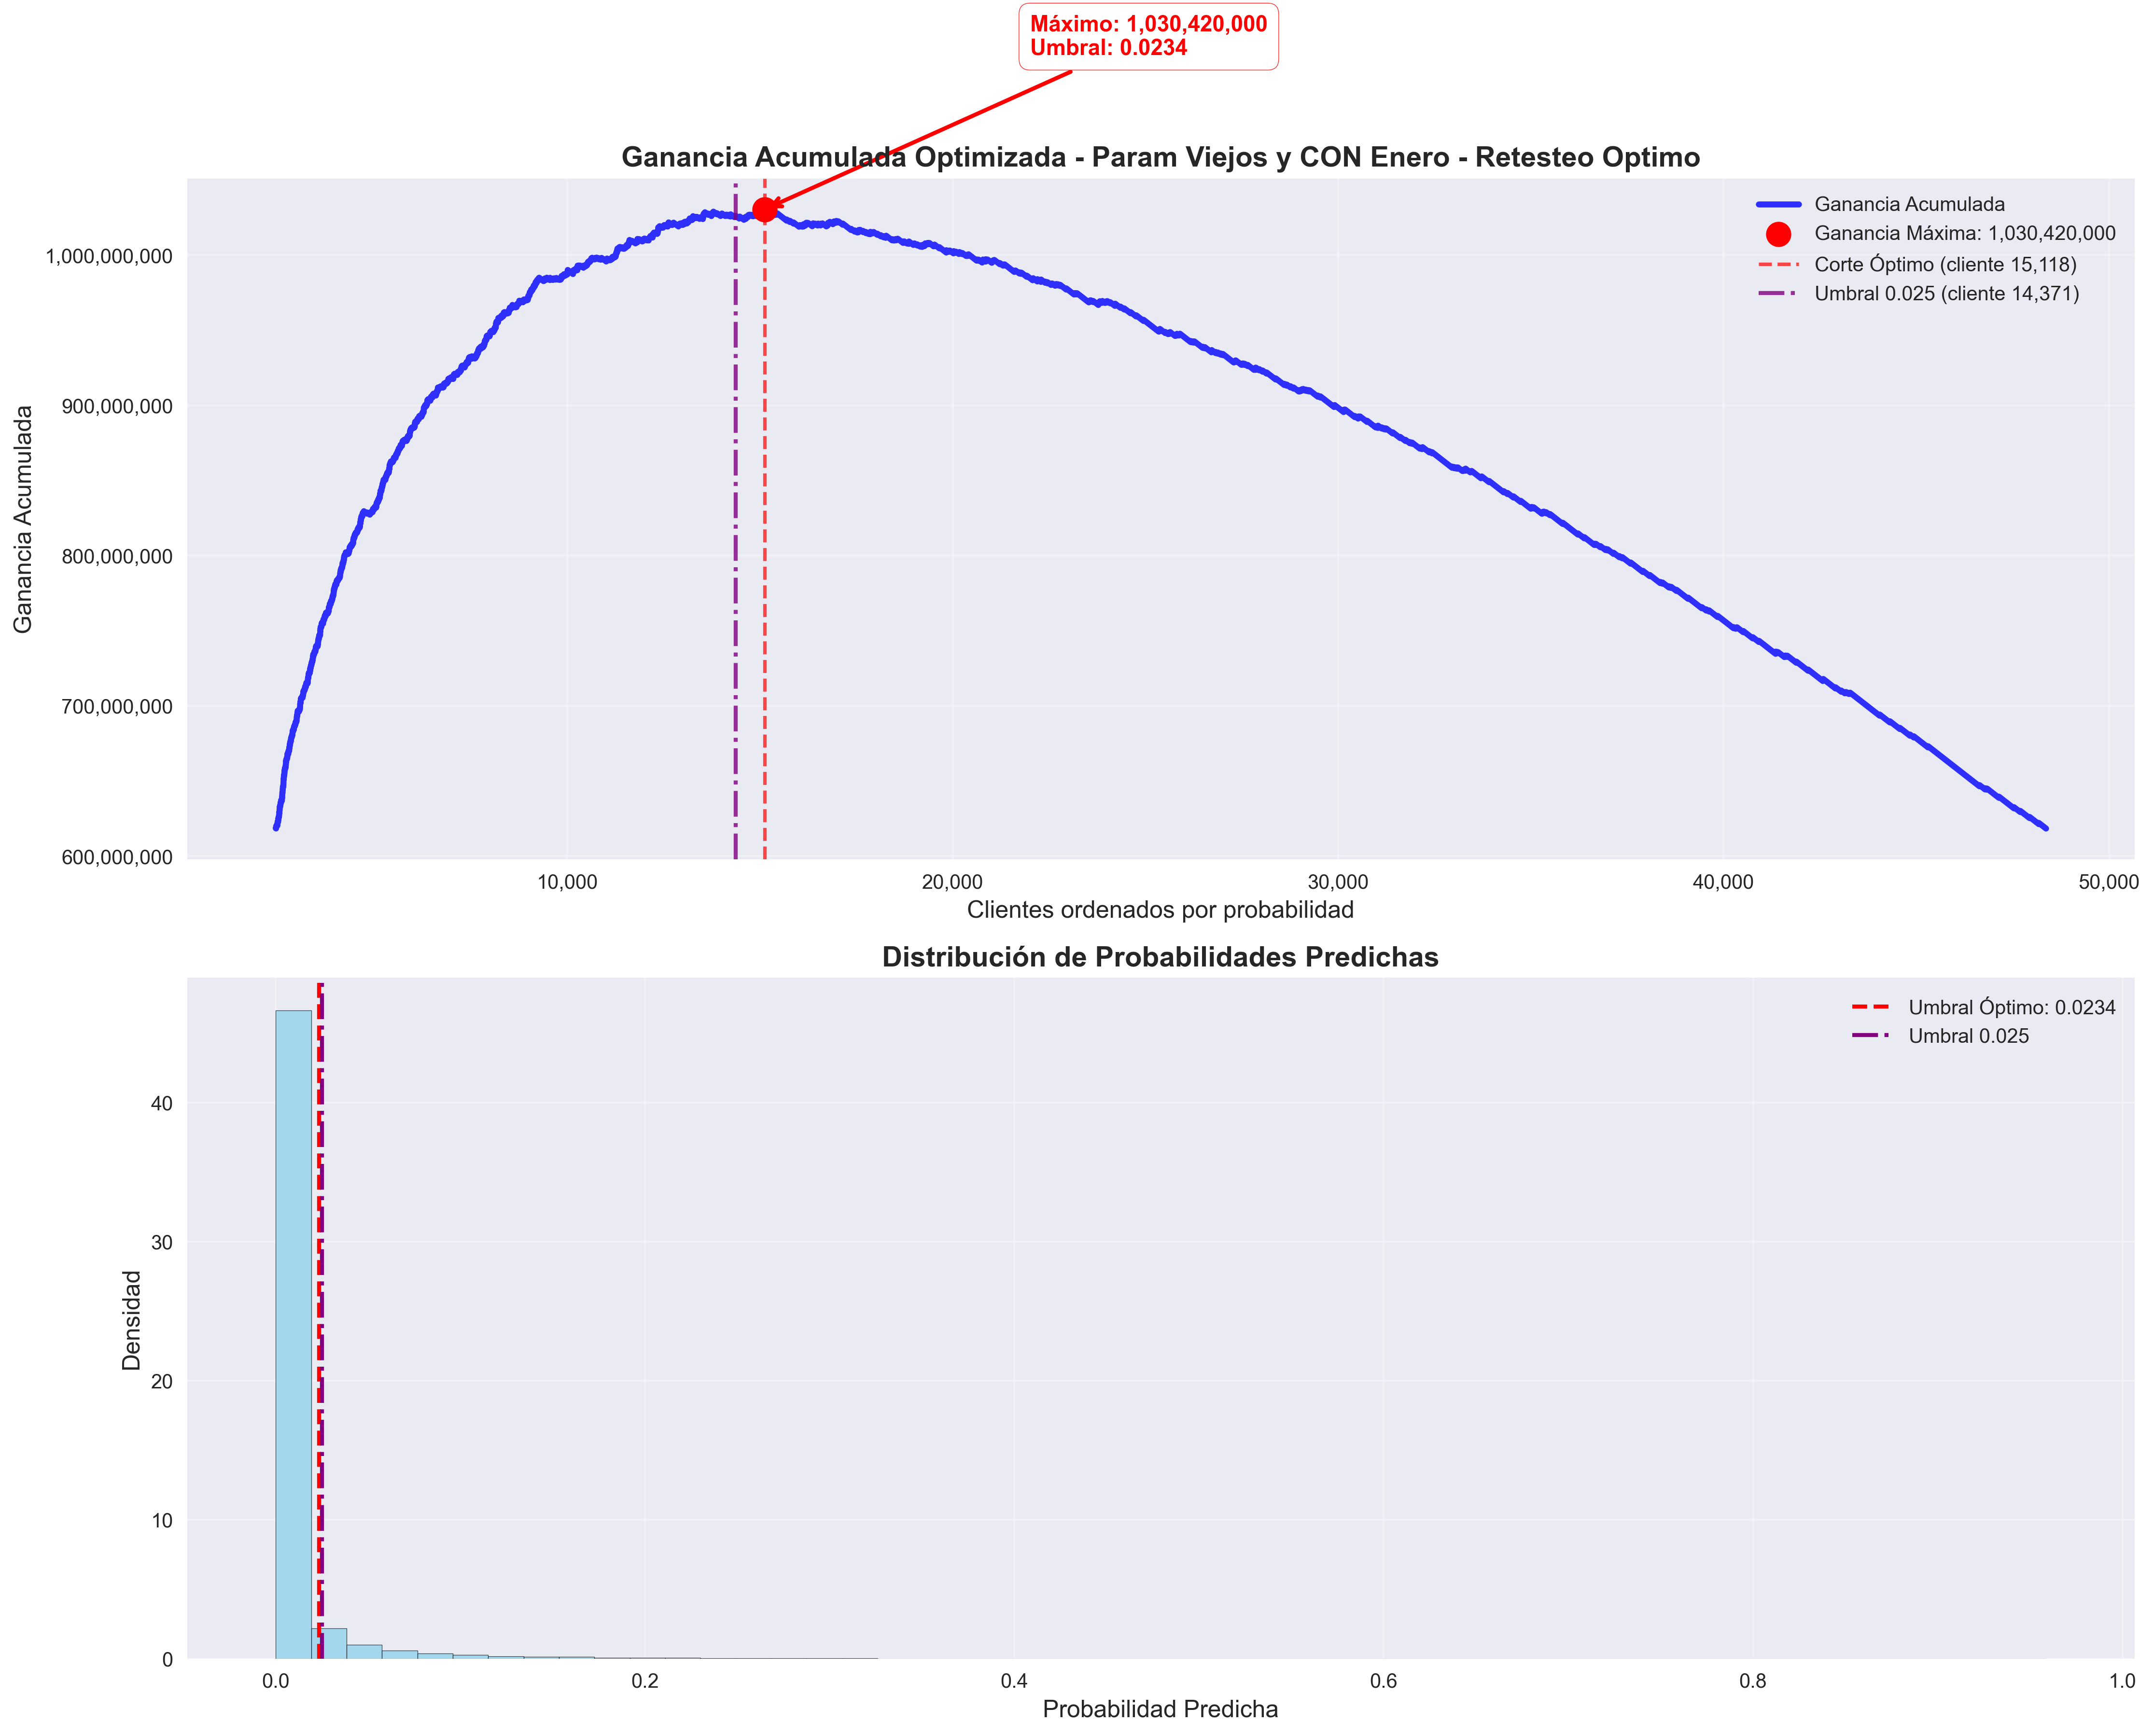 Máximo: 1,030,420,000
Umbral: 0.0234
Ganancia Acumulada Optimizada - Param Viejos y CON Enero - Retesteo Optimo
Ganancia Acumulada
Ganancia Máxima: 1,030,420,000
Corte Óptimo (cliente 15,118)
Umbral 0.025 (cliente 14,371)
Ganancia Acumulada
1,000,000,000
900,000,000
800,000,000
700,000,000
600,000,000
10,000
20,000
30,000
40,000
50,000
Clientes ordenados por probabilidad
Distribución de Probabilidades Predichas
Umbral Óptimo: 0.0234
Umbral 0.025
Densidad
40
30
20
10
0
0.0
0.2
0.4
0.6
0.8
1.0
Probabilidad Predicha